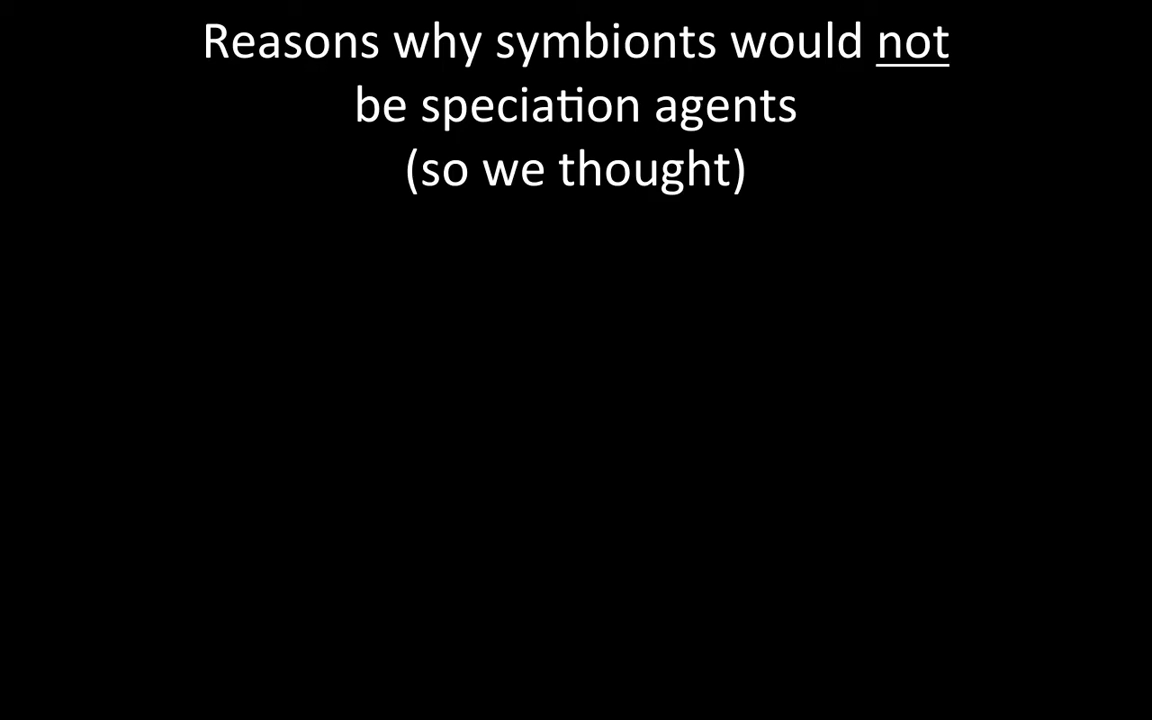 Reasons why symbionts would not
be speciation agents
(so we thought)